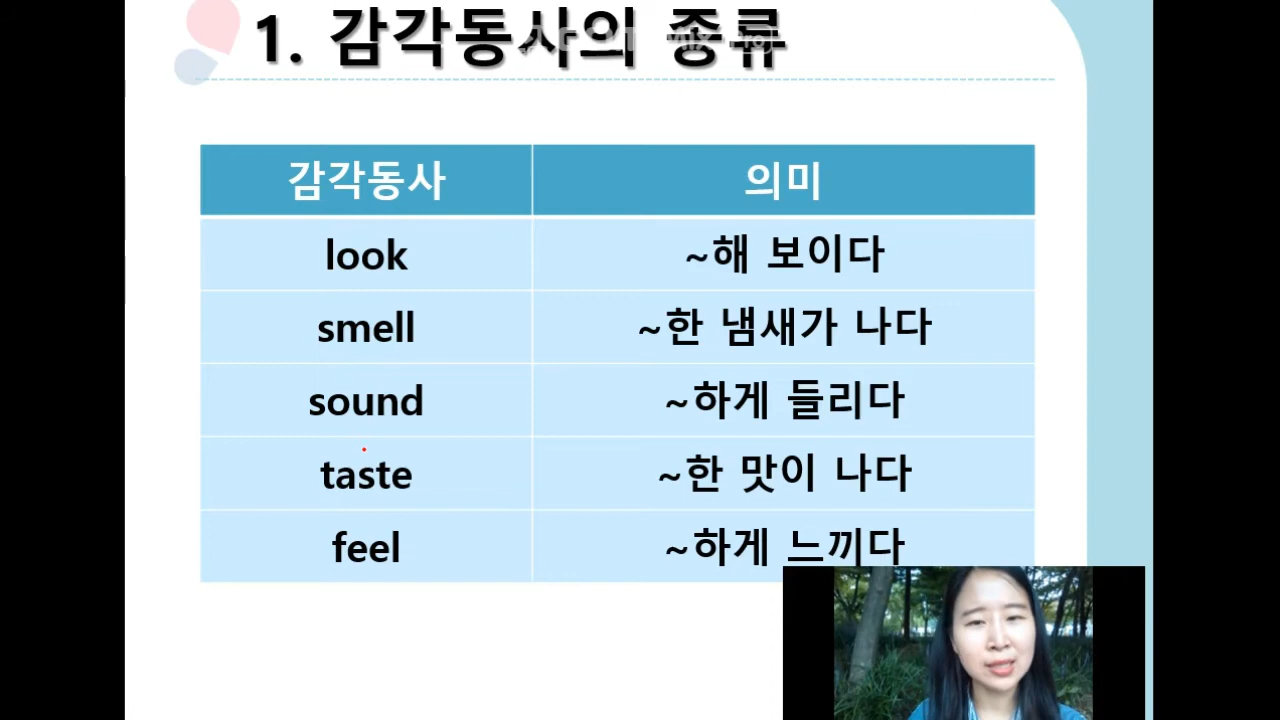 1. 감각동사의 종류
감각동사 의미
look ~해 보이다
smell ~한 냄새가 나다
sound ~하게 들리다
taste ~한 맛이 나다
feel ~하게 느끼다